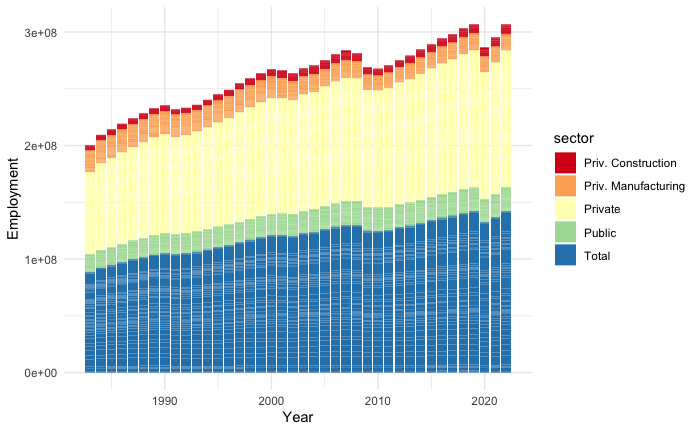 3e+08
2e+08
1e+08
0e+00
Employment
1990
2000
2010
2020
Year
sector
Priv. Construction
Priv. Manufacturing
Private
Public
Total